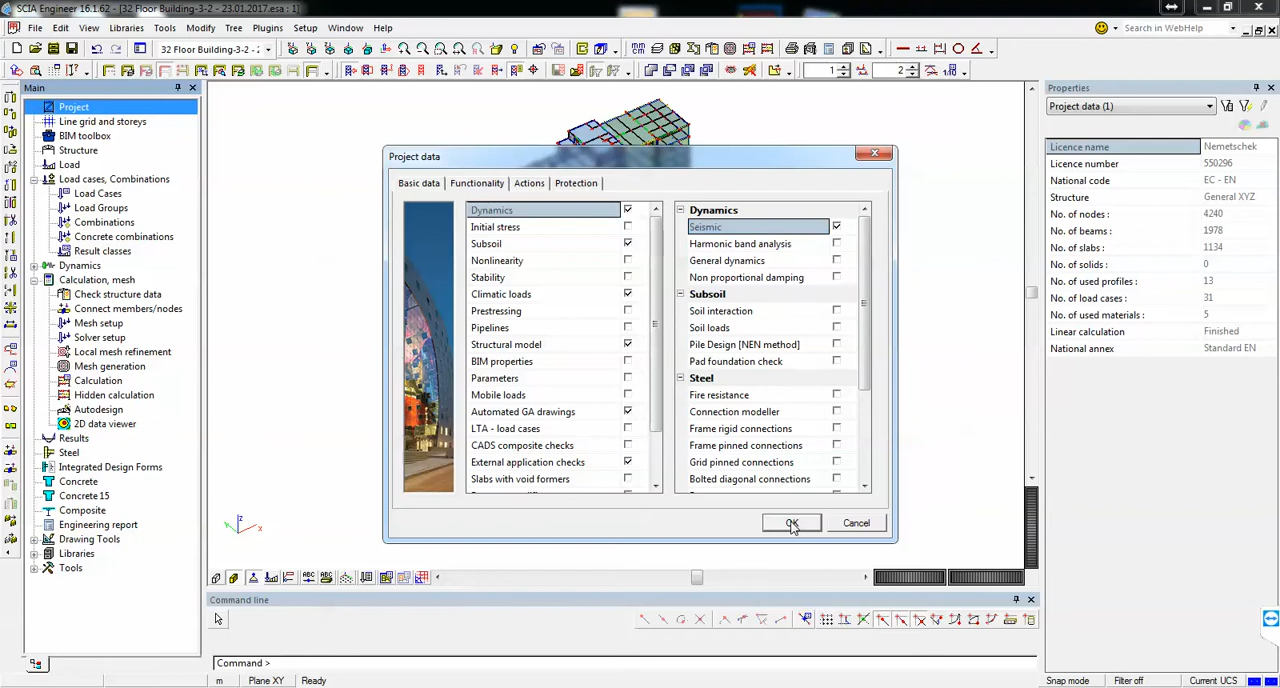 SCIA Engineer 16.1.62 - [32 Floor Building-3-2 - 23.01.2017.esa : 1]
File Edit View Libraries Tools Modify Tree Plugins Setup Window Help
Search in WebHelp
32 Floor Building-3-2 - 2
1
2
Main
Project
Line grid and storeys
BIM toolbox
Structure
Load
Load cases, Combinations
Load Cases
Load Groups
Combinations
Concrete combinations
Result classes
Dynamics
Calculation, mesh
Check structure data
Connect members/nodes
Mesh setup
Solver setup
Local mesh refinement
Mesh generation
Calculation
Hidden calculation
Autodesign
2D data viewer
Results
Steel
Integrated Design Forms
Concrete
Concrete 15
Composite
Engineering report
Drawing Tools
Libraries
Tools
Project data
Basic data Functionality Actions Protection
Dynamics
Initial stress
Subsoil
Nonlinearity
Stability
Climatic loads
Prestressing
Pipelines
Structural model
BIM properties
Parameters
Mobile loads
Automated GA drawings
LTA - load cases
CADS composite checks
External application checks
Slabs with void formers
Dynamics
Seismic
Harmonic band analysis
General dynamics
Non proportional damping
Subsoil
Soil interaction
Soil loads
Pile Design [NEN method]
Pad foundation check
Steel
Fire resistance
Connection modeller
Frame rigid connections
Frame pinned connections
Grid pinned connections
Bolted diagonal connections
OK
Cancel
z
Y
x
Properties
Project data (1)
Licence name Nemetschek
Licence number 550296
National code EC - EN
Structure General XYZ
No. of nodes : 4240
No. of beams : 1978
No. of slabs : 1134
No. of solids : 0
No. of used profiles : 13
No. of load cases : 31
No. of used materials : 5
Linear calculation Finished
National annex Standard EN
Command line
Command >
m Plane XY Ready
Snap mode Filter off Current UCS